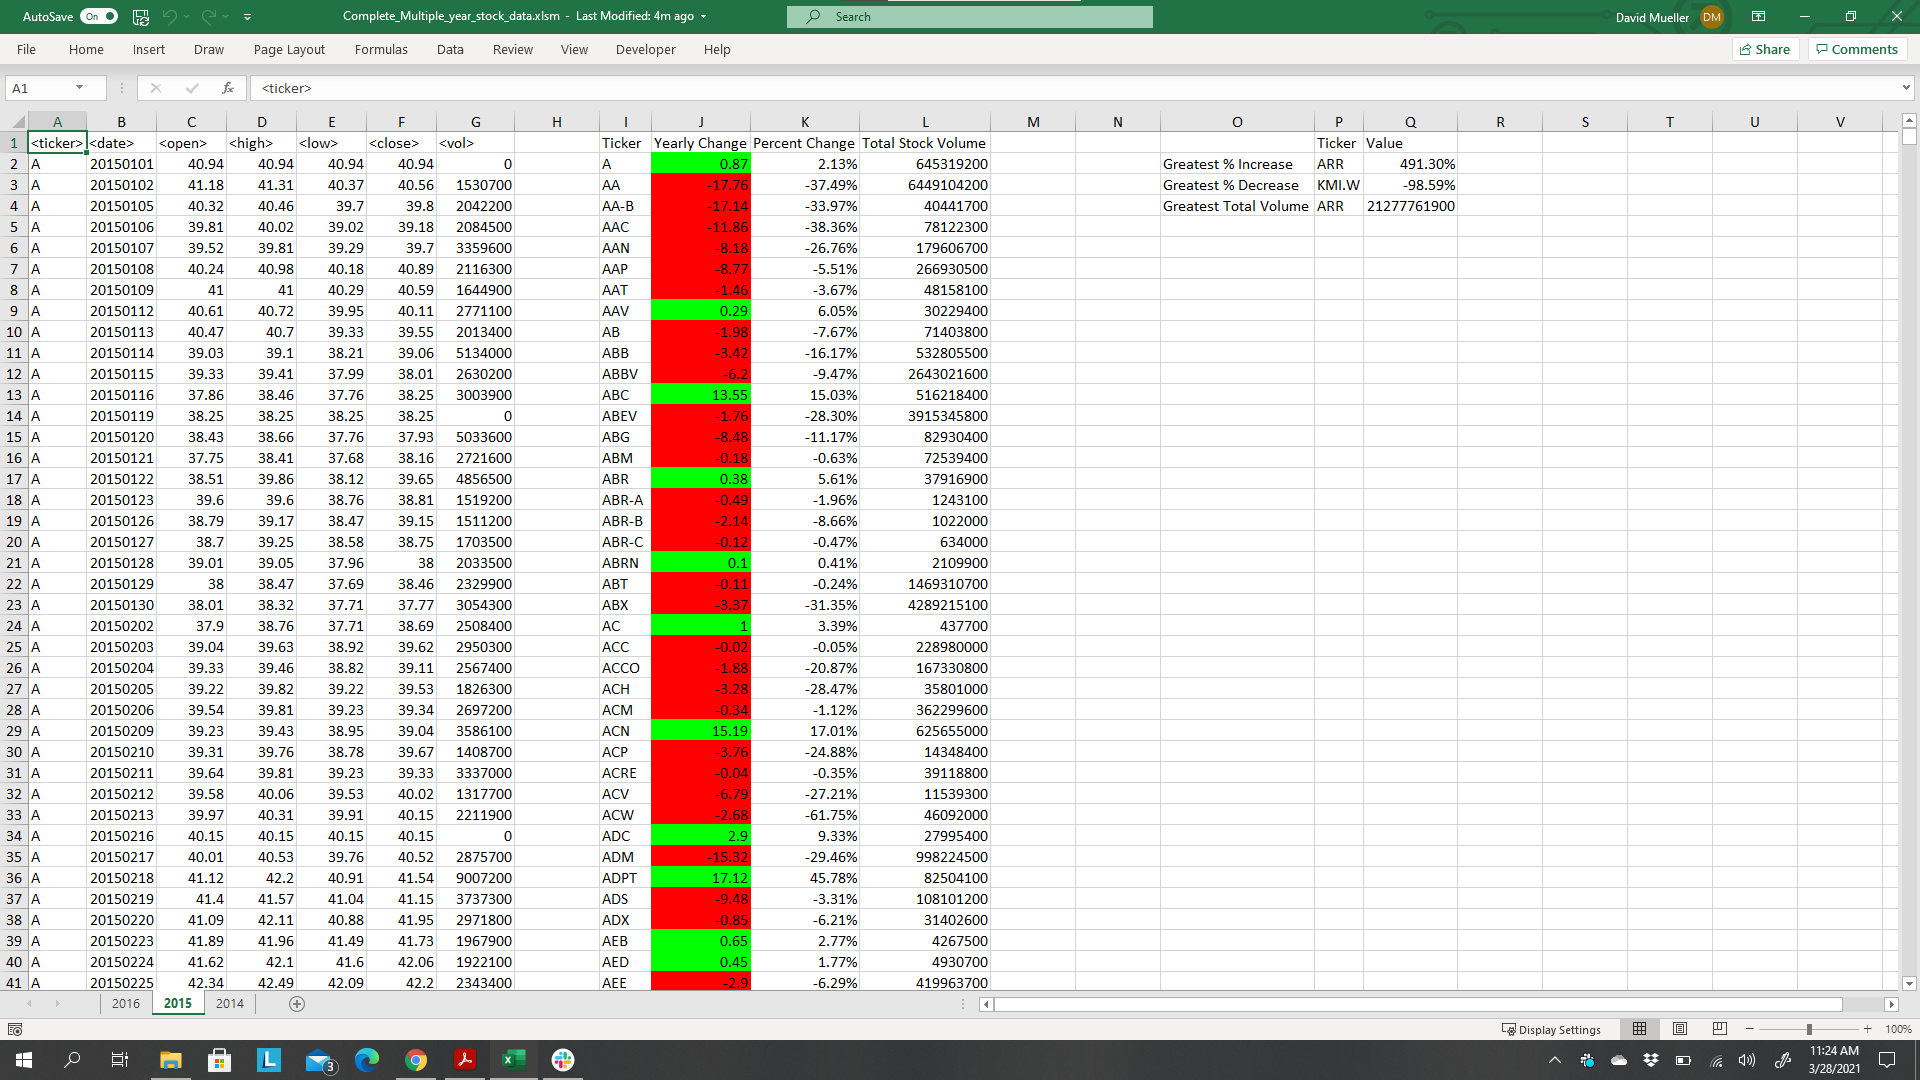 AutoSave On Complete_Multiple_year_stock_data.xlsm - Last Modified: 4m ago Search David Mueller DM
File Home Insert Draw Page Layout Formulas Data Review View Developer Help Share Comments
A1 fx <ticker>
A B C D E F G H I J K L M N O P Q R S T U V
1 <ticker> <date> <open> <high> <low> <close> <vol> Ticker Yearly Change Percent Change Total Stock Volume Ticker Value
2 A 20150101 40.94 40.94 40.94 40.94 0 A 0.87 2.13% 645319200 Greatest % Increase ARR 491.30%
3 A 20150102 41.18 41.31 40.37 40.56 1530700 AA -17.76 -37.49% 6449104200 Greatest % Decrease KMI.W -98.59%
4 A 20150105 40.32 40.46 39.7 39.8 2042200 AA-B -17.14 -33.97% 40441700 Greatest Total Volume ARR 21277761900
5 A 20150106 39.81 40.02 39.02 39.18 2084500 AAC -11.86 -38.36% 78122300
6 A 20150107 39.52 39.81 39.29 39.7 3359600 AAN -8.18 -26.76% 179606700
7 A 20150108 40.24 40.98 40.18 40.89 2116300 AAP -8.77 -5.51% 266930500
8 A 20150109 41 41 40.29 40.59 1644900 AAT -1.46 -3.67% 48158100
9 A 20150112 40.61 40.72 39.95 40.11 2771100 AAV 0.29 6.05% 30229400
10 A 20150113 40.47 40.7 39.33 39.55 2013400 AB -1.98 -7.67% 71403800
11 A 20150114 39.03 39.1 38.21 39.06 5134000 ABB -3.42 -16.17% 532805500
12 A 20150115 39.33 39.41 37.99 38.01 2630200 ABBV -6.2 -9.47% 2643021600
13 A 20150116 37.86 38.46 37.76 38.25 3003900 ABC 13.55 15.03% 516218400
14 A 20150119 38.25 38.25 38.25 38.25 0 ABEV -1.76 -28.30% 3915345800
15 A 20150120 38.43 38.66 37.76 37.93 5033600 ABG -8.48 -11.17% 82930400
16 A 20150121 37.75 38.41 37.68 38.16 2721600 ABM -0.18 -0.63% 72539400
17 A 20150122 38.51 39.86 38.12 39.65 4856500 ABR 0.38 5.61% 37916900
18 A 20150123 39.6 39.6 38.76 38.81 1519200 ABR-A -0.49 -1.96% 1243100
19 A 20150126 38.79 39.17 38.47 39.15 1511200 ABR-B -2.14 -8.66% 1022000
20 A 20150127 38.7 39.25 38.58 38.75 1703500 ABR-C -0.12 -0.47% 634000
21 A 20150128 39.01 39.05 37.96 38 2033500 ABRN 0.1 0.41% 2109900
22 A 20150129 38 38.47 37.69 38.46 2329900 ABT -0.11 -0.24% 1469310700
23 A 20150130 38.01 38.32 37.71 37.77 3054300 ABX -3.37 -31.35% 4289215100
24 A 20150202 37.9 38.76 37.71 38.69 2508400 AC 1 3.39% 437700
25 A 20150203 39.04 39.63 38.92 39.62 2950300 ACC -0.02 -0.05% 228980000
26 A 20150204 39.33 39.46 38.82 39.11 2567400 ACCO -1.88 -20.87% 167330800
27 A 20150205 39.22 39.82 39.22 39.53 1826300 ACH -3.28 -28.47% 35801000
28 A 20150206 39.54 39.81 39.23 39.34 2697200 ACM -0.34 -1.12% 362299600
29 A 20150209 39.23 39.43 38.95 39.04 3586100 ACN 15.19 17.01% 625655000
30 A 20150210 39.31 39.76 38.78 39.67 1408700 ACP -3.76 -24.88% 14348400
31 A 20150211 39.64 39.81 39.23 39.33 3337000 ACRE -0.04 -0.35% 39118800
32 A 20150212 39.58 40.06 39.53 40.02 1317700 ACV -6.79 -27.21% 11539300
33 A 20150213 39.97 40.31 39.91 40.15 2211900 ACW -2.68 -61.75% 46092000
34 A 20150216 40.15 40.15 40.15 40.15 0 ADC 2.9 9.33% 27995400
35 A 20150217 40.01 40.53 39.76 40.52 2875700 ADM -15.32 -29.46% 998224500
36 A 20150218 41.12 42.2 40.91 41.54 9007200 ADPT 17.12 45.78% 82504100
37 A 20150219 41.4 41.57 41.04 41.15 3737300 ADS -9.48 -3.31% 108101200
38 A 20150220 41.09 42.11 40.88 41.95 2971800 ADX -0.85 -6.21% 31402600
39 A 20150223 41.89 41.96 41.49 41.73 1967900 AEB 0.65 2.77% 4267500
40 A 20150224 41.62 42.1 41.6 42.06 1922100 AED 0.45 1.77% 4930700
41 A 20150225 42.34 42.49 42.09 42.2 2343400 AEE -2.9 -6.29% 419963700
2016 2015 2014
Display Settings 100%
L 3 11:24 AM
3/28/2021